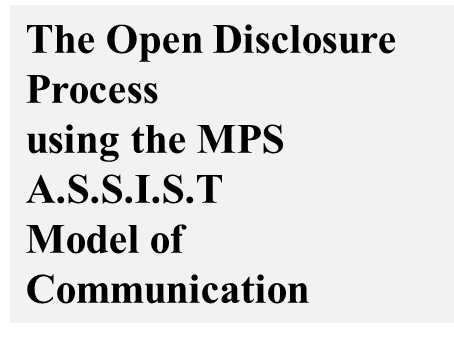 The Open Disclosure
Process
using the MPS
A.S.S.I.S.T
Model of
Communication